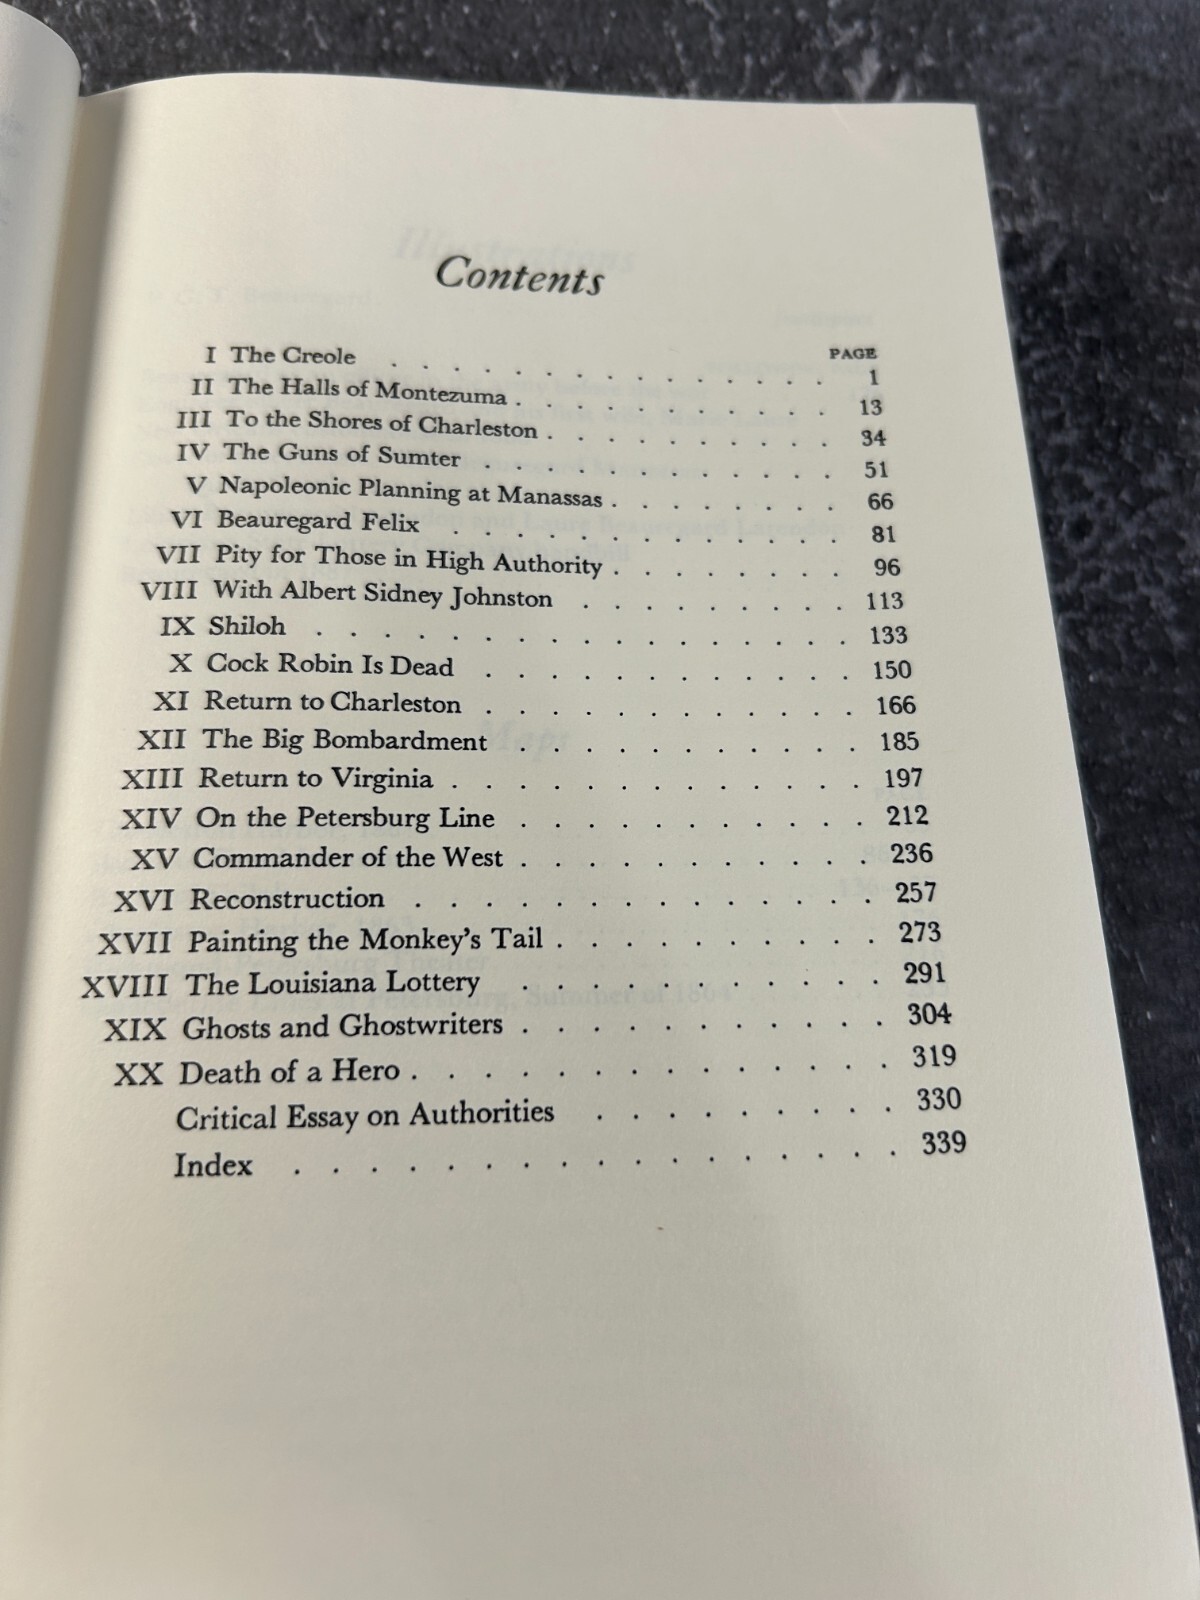 Contents
PAGE
I The Creole . . . . . . . . . . . . . . 1
II The Halls of Montezuma . . . . . . . . . . 13
III To the Shores of Charleston . . . . . . . . . . 34
IV The Guns of Sumter . . . . . . . . . . . . 51
V Napoleonic Planning at Manassas . . . . . . . . 66
VI Beauregard Felix . . . . . . . . . . . . . 81
VII Pity for Those in High Authority . . . . . . . . 96
VIII With Albert Sidney Johnston . . . . . . . . . 113
IX Shiloh . . . . . . . . . . . . . . . . 133
X Cock Robin Is Dead . . . . . . . . . . . . 150
XI Return to Charleston . . . . . . . . . . . . 166
XII The Big Bombardment . . . . . . . . . . . 185
XIII Return to Virginia . . . . . . . . . . . . . 197
XIV On the Petersburg Line . . . . . . . . . . . 212
XV Commander of the West . . . . . . . . . . . 236
XVI Reconstruction . . . . . . . . . . . . . . 257
XVII Painting the Monkey's Tail . . . . . . . . . . 273
XVIII The Louisiana Lottery . . . . . . . . . . . 291
XIX Ghosts and Ghostwriters . . . . . . . . . . . 304
XX Death of a Hero . . . . . . . . . . . . . . 319
Critical Essay on Authorities . . . . . . . . . 330
Index . . . . . . . . . . . . . . . . 339